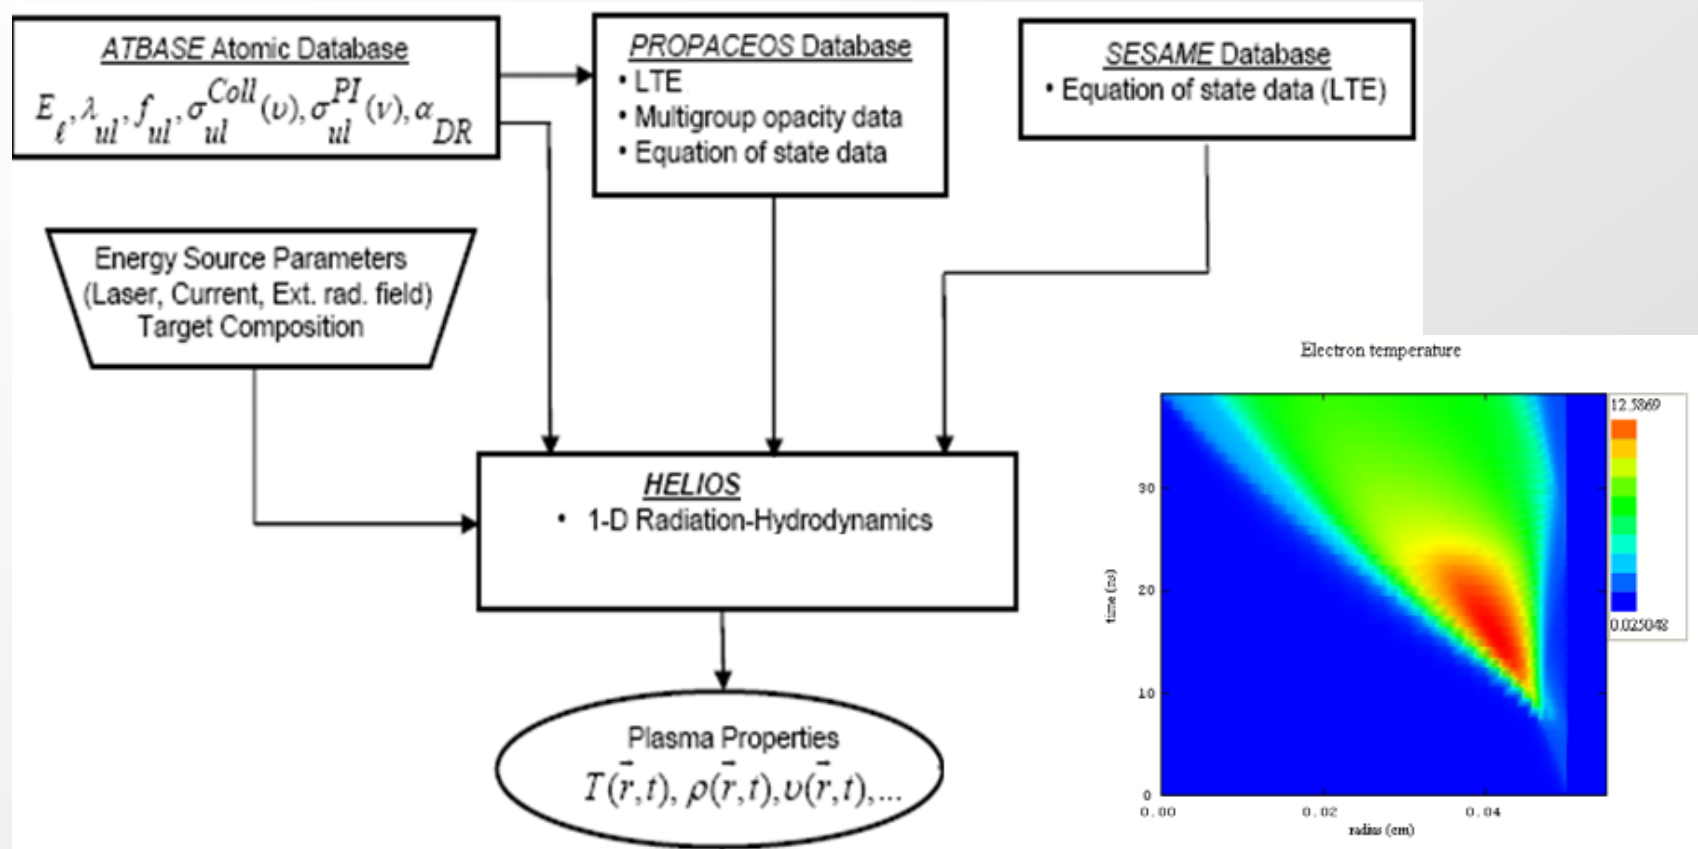 ATBASE Atomic Database
E_ℓ, λ_ul, f_ul, σ_ul^Coll(υ), σ_ul^PI(ν), α_DR
PROPACEOS Database
• LTE
• Multigroup opacity data
• Equation of state data
SESAME Database
• Equation of state data (LTE)
Energy Source Parameters
(Laser, Current, Ext. rad. field)
Target Composition
HELIOS
• 1-D Radiation-Hydrodynamics
Plasma Properties
T(r⃗,t), ρ(r⃗,t),υ(r⃗,t),...
Electron temperature
12.5869
0.025048
30
20
10
0
time (ns)
0.00 0.02 0.04
radius (cm)